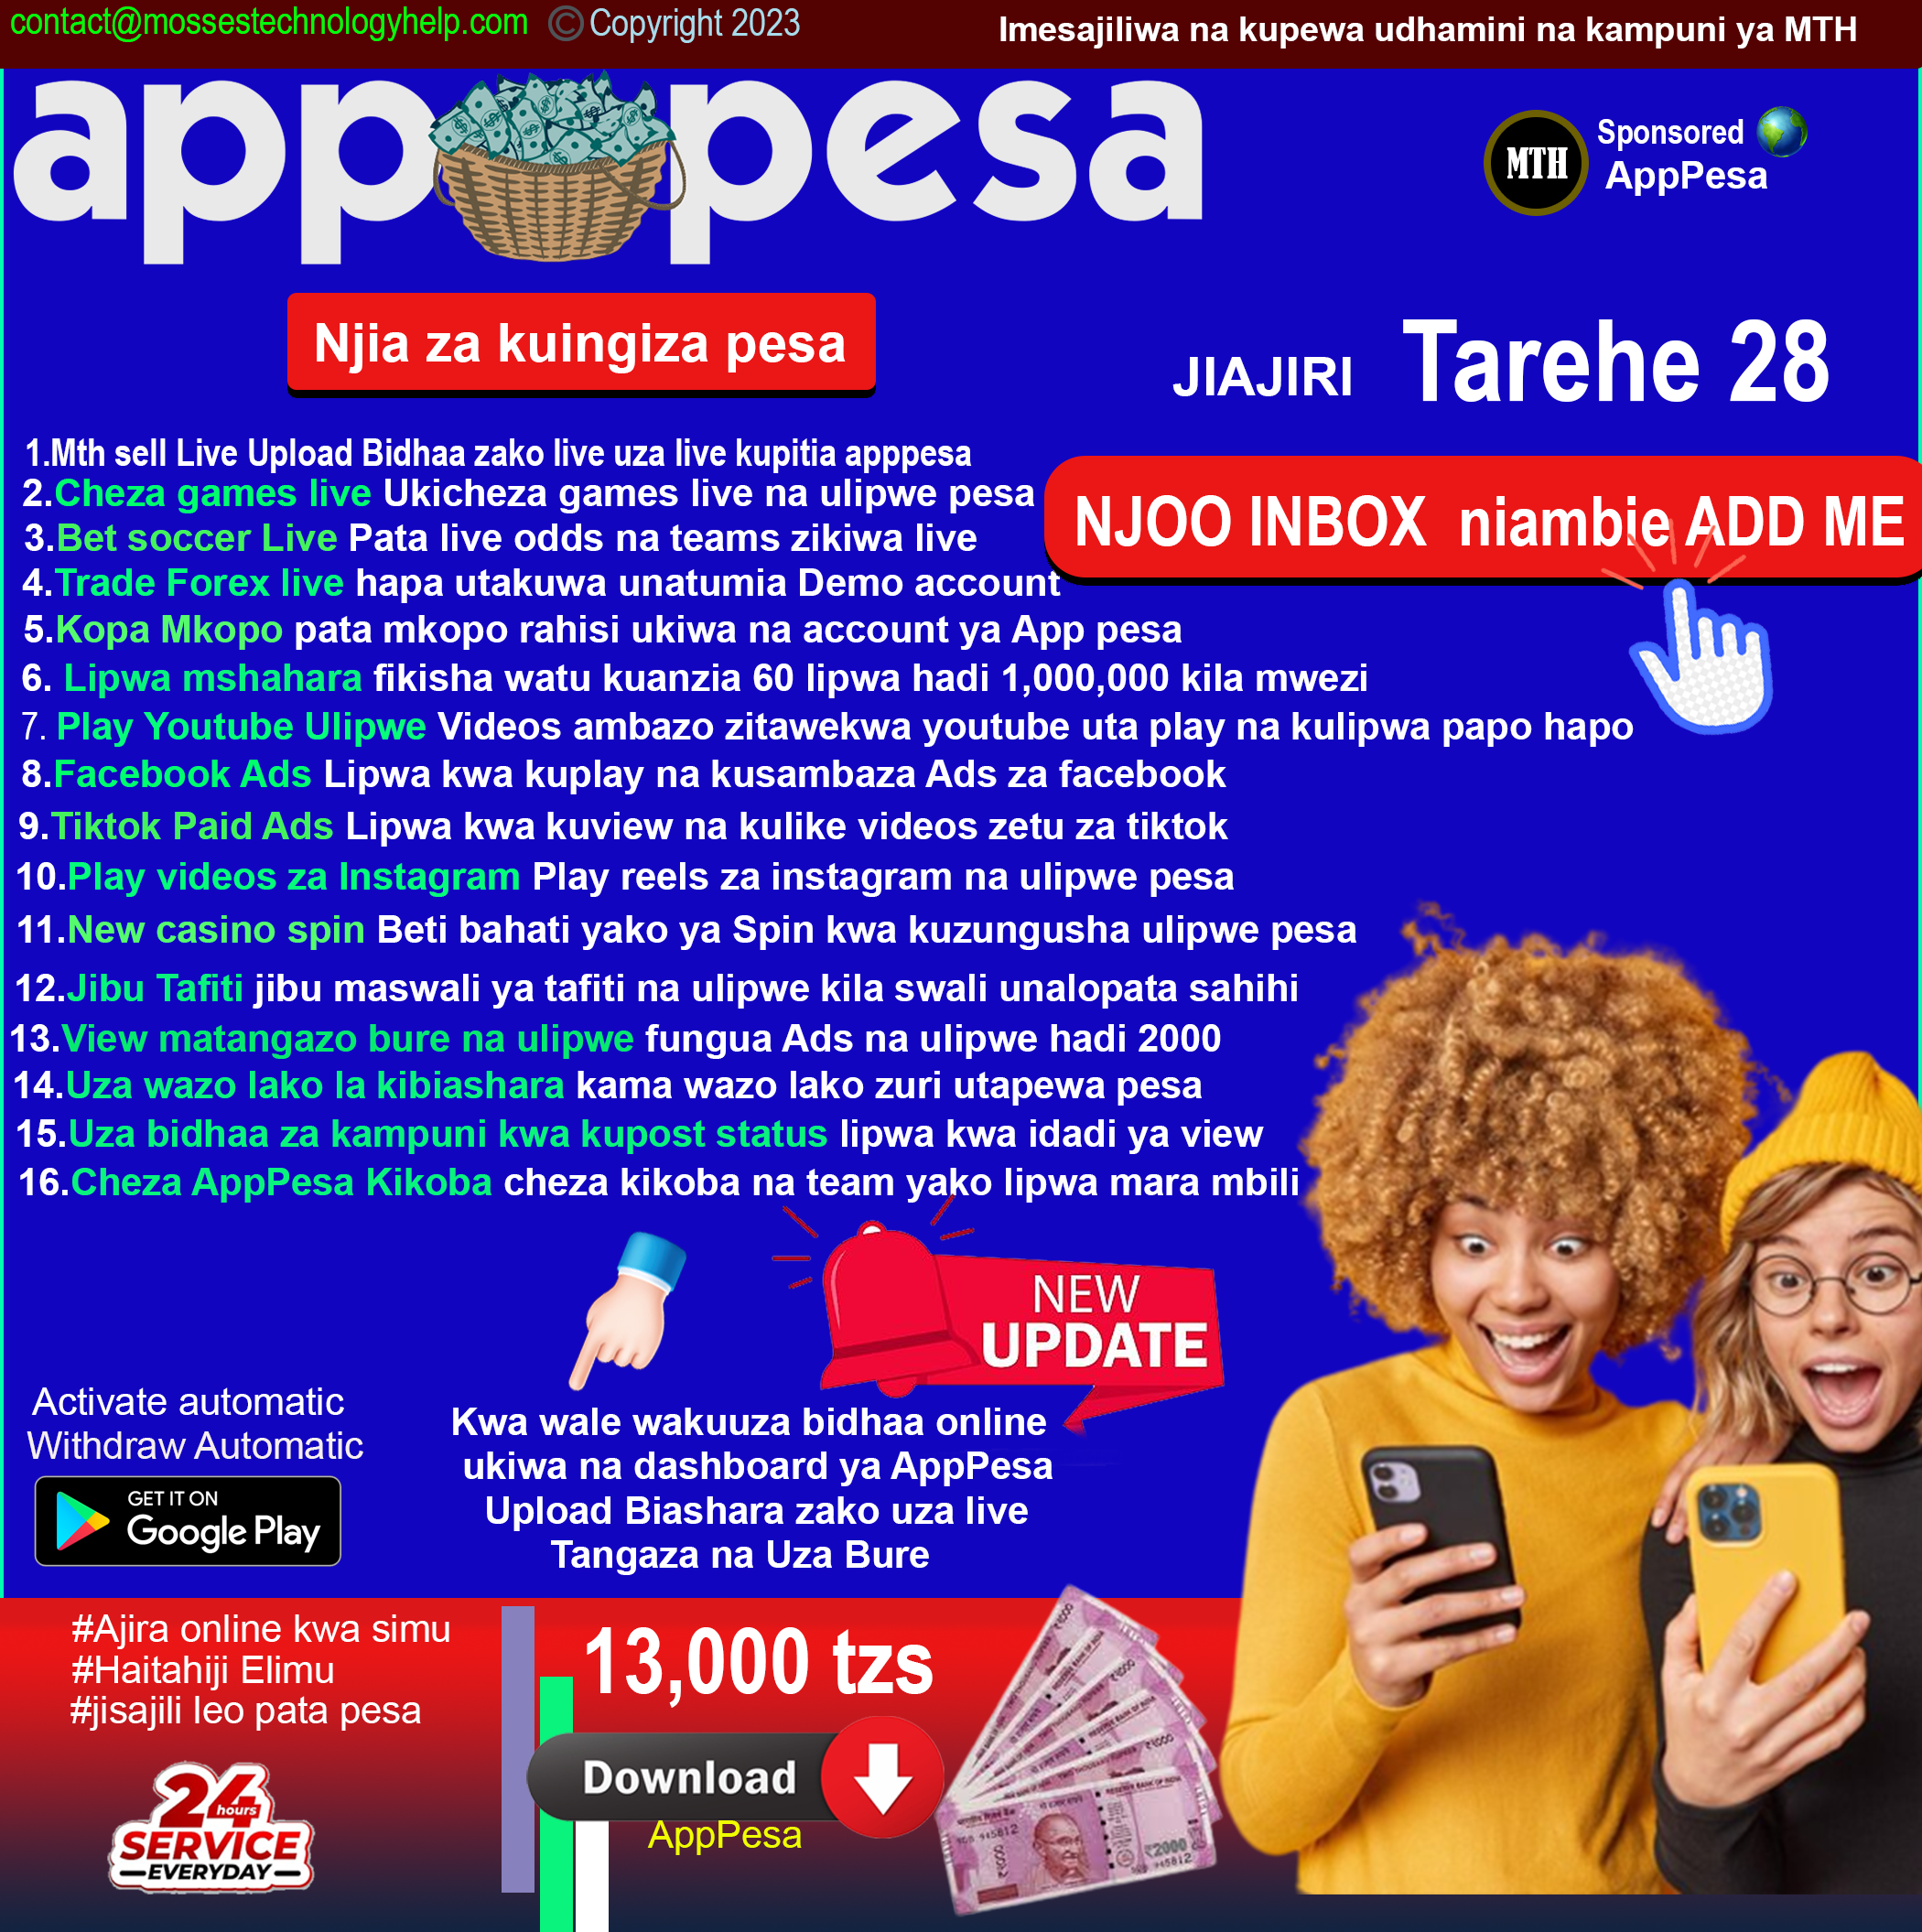 contact@mossestechnologyhelp.com © Copyright 2023
Imesajiliwa na kupewa udhamini na kampuni ya MTH
app pesa
MTH
Sponsored
AppPesa
Njia za kuingiza pesa
JIAJIRI Tarehe 28
NJOO INBOX niambie ADD ME
1.Mth sell Live Upload Bidhaa zako live uza live kupitia apppesa
2.Cheza games live Ukicheza games live na ulipwe pesa
3.Bet soccer Live Pata live odds na teams zikiwa live
4.Trade Forex live hapa utakuwa unatumia Demo account
5.Kopa Mkopo pata mkopo rahisi ukiwa na account ya App pesa
6. Lipwa mshahara fikisha watu kuanzia 60 lipwa hadi 1,000,000 kila mwezi
7. Play Youtube Ulipwe Videos ambazo zitawekwa youtube uta play na kulipwa papo hapo
8.Facebook Ads Lipwa kwa kuplay na kusambaza Ads za facebook
9.Tiktok Paid Ads Lipwa kwa kuview na kulike videos zetu za tiktok
10.Play videos za Instagram Play reels za instagram na ulipwe pesa
11.New casino spin Beti bahati yako ya Spin kwa kuzungusha ulipwe pesa
12.Jibu Tafiti jibu maswali ya tafiti na ulipwe kila swali unalopata sahihi
13.View matangazo bure na ulipwe fungua Ads na ulipwe hadi 2000
14.Uza wazo lako la kibiashara kama wazo lako zuri utapewa pesa
15.Uza bidhaa za kampuni kwa kupost status lipwa kwa idadi ya view
16.Cheza AppPesa Kikoba cheza kikoba na team yako lipwa mara mbili
NEW
UPDATE
Activate automatic
Withdraw Automatic
GET IT ON
Google Play
Kwa wale wakuuza bidhaa online
ukiwa na dashboard ya AppPesa
Upload Biashara zako uza live
Tangaza na Uza Bure
#Ajira online kwa simu
#Haitahiji Elimu
#jisajili leo pata pesa
24
hours
SERVICE
EVERYDAY
13,000 tzs
Download
AppPesa
RESERVE BANK OF INDIA
₹2000